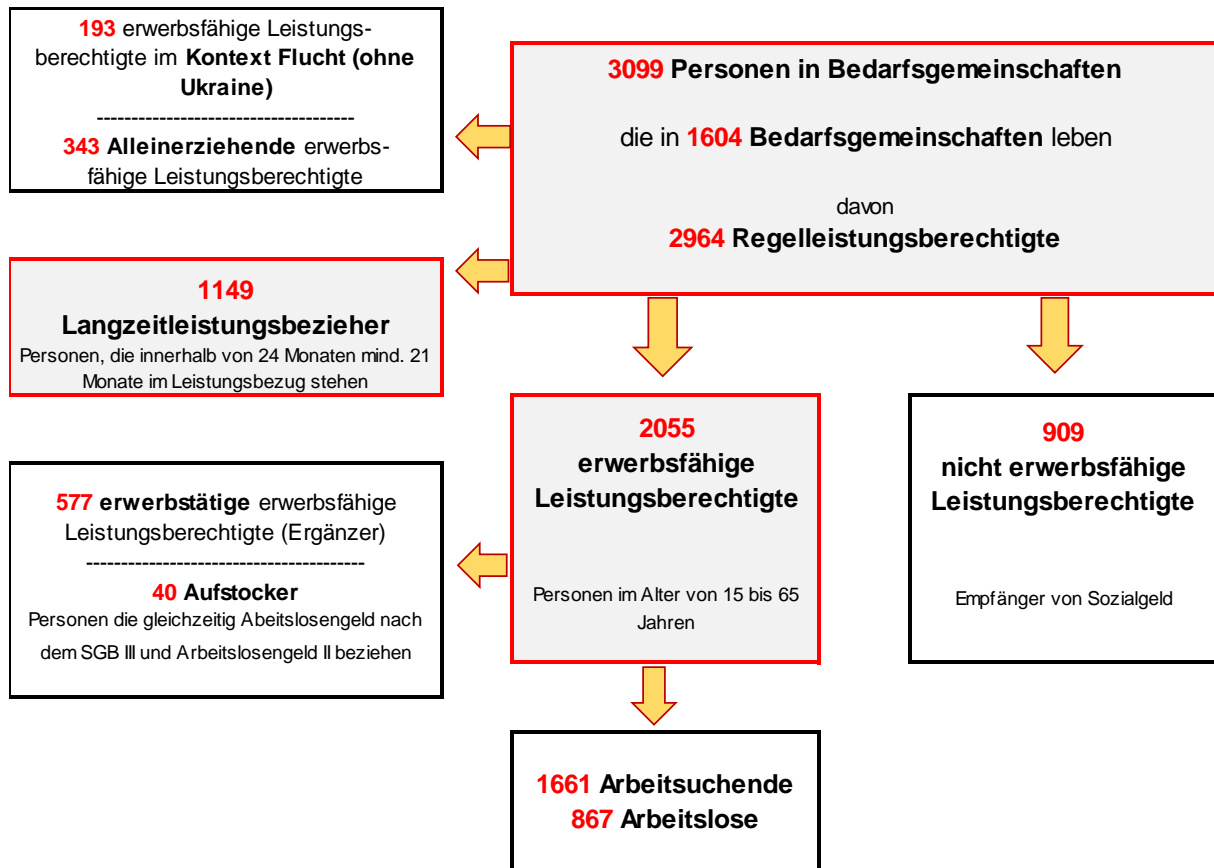 193 erwerbsfähige Leistungs-
berechtigte im Kontext Flucht (ohne
Ukraine)
-------------------------------------
343 Alleinerziehende erwerbs-
fähige Leistungsberechtigte
3099 Personen in Bedarfsgemeinschaften
die in 1604 Bedarfsgemeinschaften leben
davon
2964 Regelleistungsberechtigte
1149
Langzeitleistungsbezieher
Personen, die innerhalb von 24 Monaten mind. 21
Monate im Leistungsbezug stehen
2055
erwerbsfähige
Leistungsberechtigte
Personen im Alter von 15 bis 65
Jahren
909
nicht erwerbsfähige
Leistungsberechtigte
Empfänger von Sozialgeld
577 erwerbstätige erwerbsfähige
Leistungsberechtigte (Ergänzer)
----------------------------------------
40 Aufstocker
Personen die gleichzeitig Abeitslosengeld nach
dem SGB III und Arbeitslosengeld II beziehen
1661 Arbeitsuchende
867 Arbeitslose